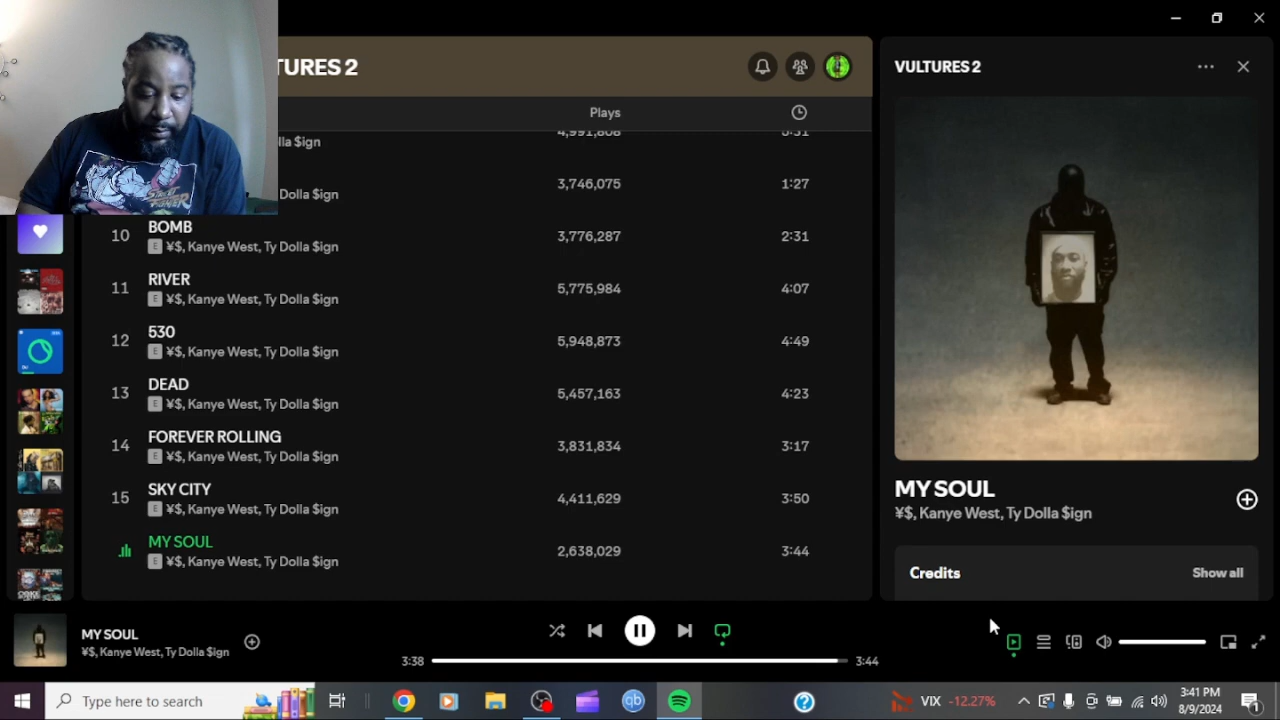 TURES 2
VULTURES 2
Plays
lla $ign
3,746,075
1:27
Dolla $ign
10
BOMB
3,776,287
2:31
E ¥$, Kanye West, Ty Dolla $ign
11
RIVER
5,775,984
4:07
E ¥$, Kanye West, Ty Dolla $ign
12
530
5,948,873
4:49
E ¥$, Kanye West, Ty Dolla $ign
13
DEAD
5,457,163
4:23
E ¥$, Kanye West, Ty Dolla $ign
14
FOREVER ROLLING
3,831,834
3:17
E ¥$, Kanye West, Ty Dolla $ign
15
SKY CITY
4,411,629
3:50
E ¥$, Kanye West, Ty Dolla $ign
MY SOUL
2,638,029
3:44
E ¥$, Kanye West, Ty Dolla $ign
MY SOUL
¥$, Kanye West, Ty Dolla $ign
Credits
Show all
MY SOUL
¥$, Kanye West, Ty Dolla $ign
3:38
3:44
Type here to search
qb
VIX -12.27%
3:41 PM
8/9/2024
1
STREET FIGHTER